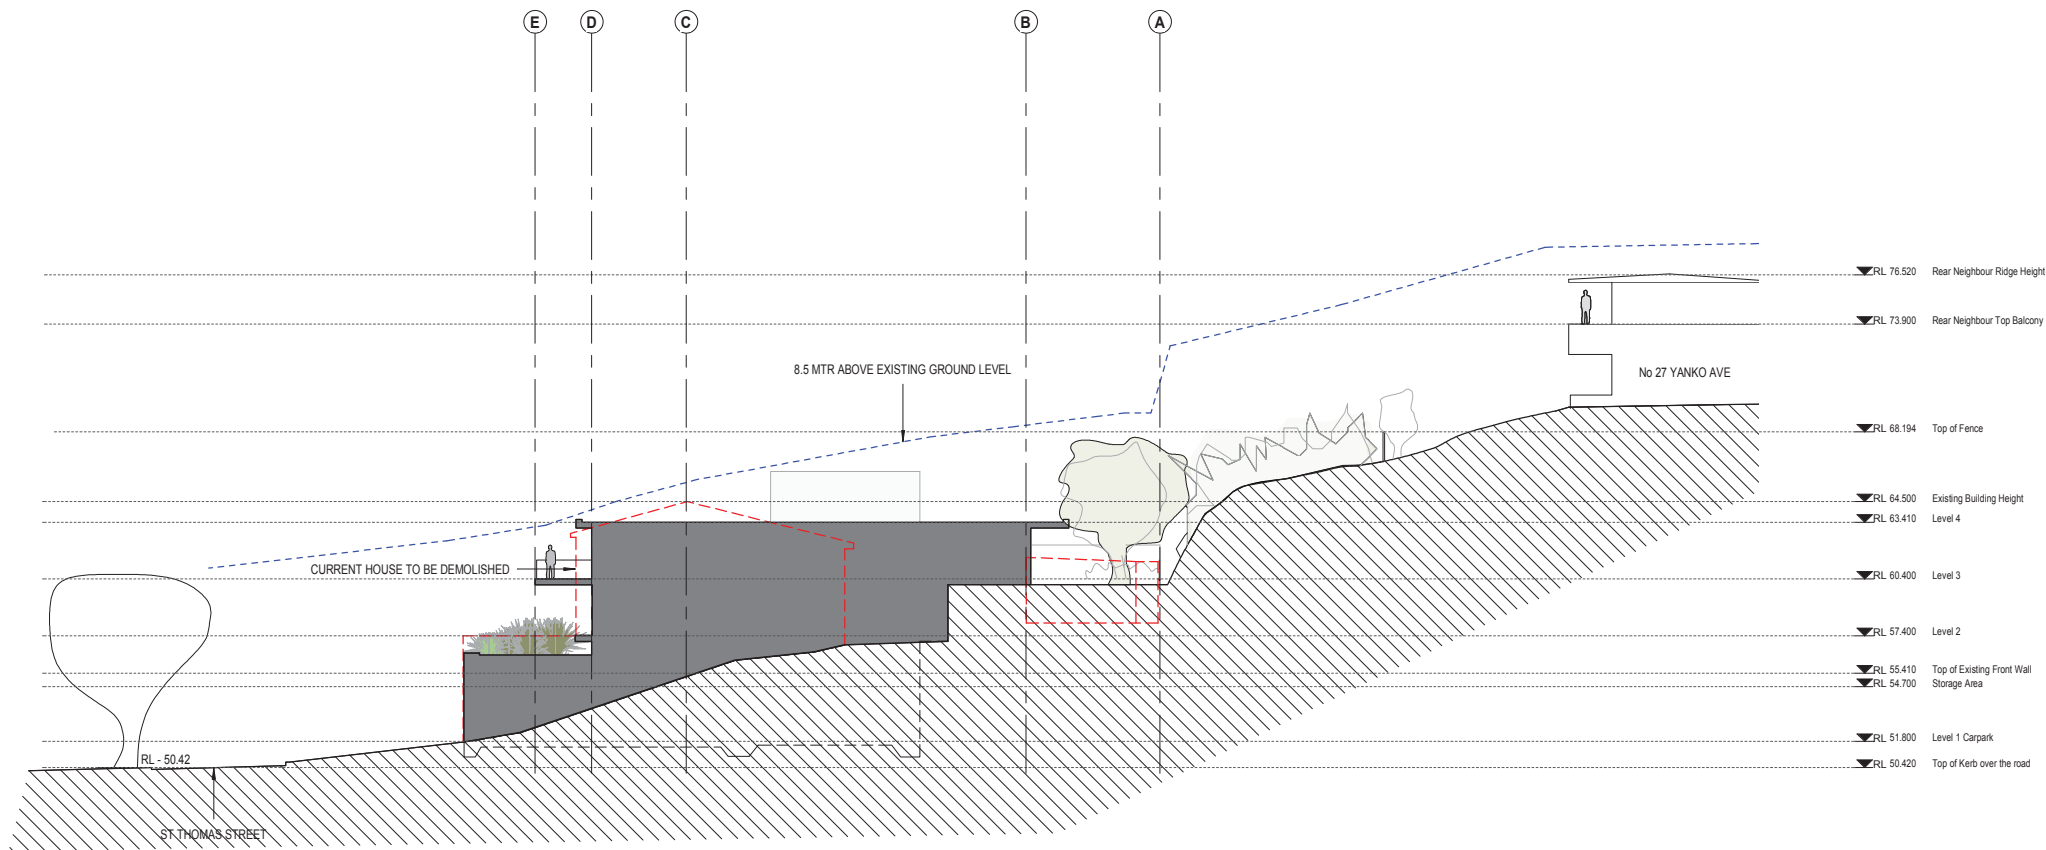 E D C B A
RL 76.520 Rear Neighbour Ridge Height
RL 73.900 Rear Neighbour Top Balcony
8.5 MTR ABOVE EXISTING GROUND LEVEL
No 27 YANKO AVE
RL 68.194 Top of Fence
RL 64.500 Existing Building Height
RL 63.410 Level 4
CURRENT HOUSE TO BE DEMOLISHED
RL 60.400 Level 3
RL 57.400 Level 2
RL 55.410 Top of Existing Front Wall
RL 54.700 Storage Area
RL 51.800 Level 1 Carpark
RL - 50.42
RL 50.420 Top of Kerb over the road
ST THOMAS STREET